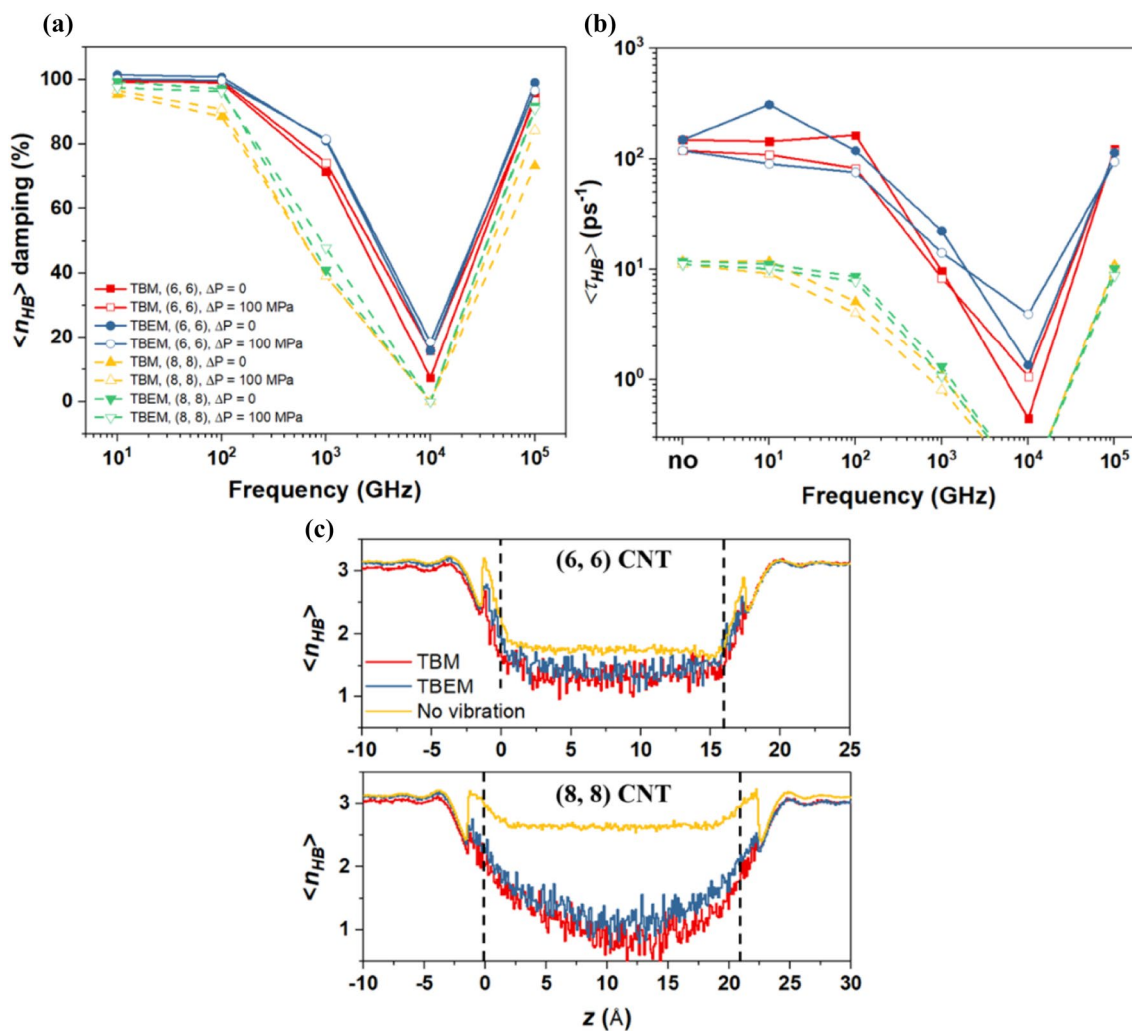 (a)
<n_HB> damping (%)
100
80
60
40
20
0
TBM, (6, 6), ΔP = 0
TBM, (6, 6), ΔP = 100 MPa
TBEM, (6, 6), ΔP = 0
TBEM, (6, 6), ΔP = 100 MPa
TBM, (8, 8), ΔP = 0
TBM, (8, 8), ΔP = 100 MPa
TBEM, (8, 8), ΔP = 0
TBEM, (8, 8), ΔP = 100 MPa
10¹ 10² 10³ 10⁴ 10⁵
Frequency (GHz)
(b)
<τ_HB> (ps⁻¹)
10³
10²
10¹
10⁰
no 10¹ 10² 10³ 10⁴ 10⁵
Frequency (GHz)
(c)
(6, 6) CNT
<n_HB>
3
2
1
TBM
TBEM
No vibration
-10 -5 0 5 10 15 20 25
(8, 8) CNT
<n_HB>
3
2
1
-10 -5 0 5 10 15 20 25 30
z (Å)